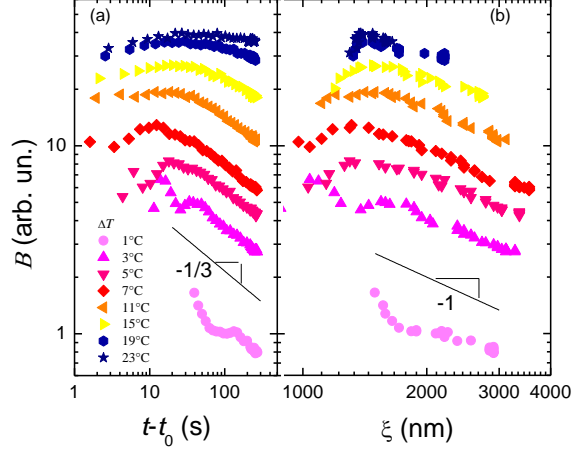 (a)
(b)
B (arb. un.)
10
1
ΔT
1°C
3°C
5°C
7°C
11°C
15°C
19°C
23°C
-1/3
-1
1 10 100
1000 2000 3000 4000
t-t0 (s)
ξ (nm)